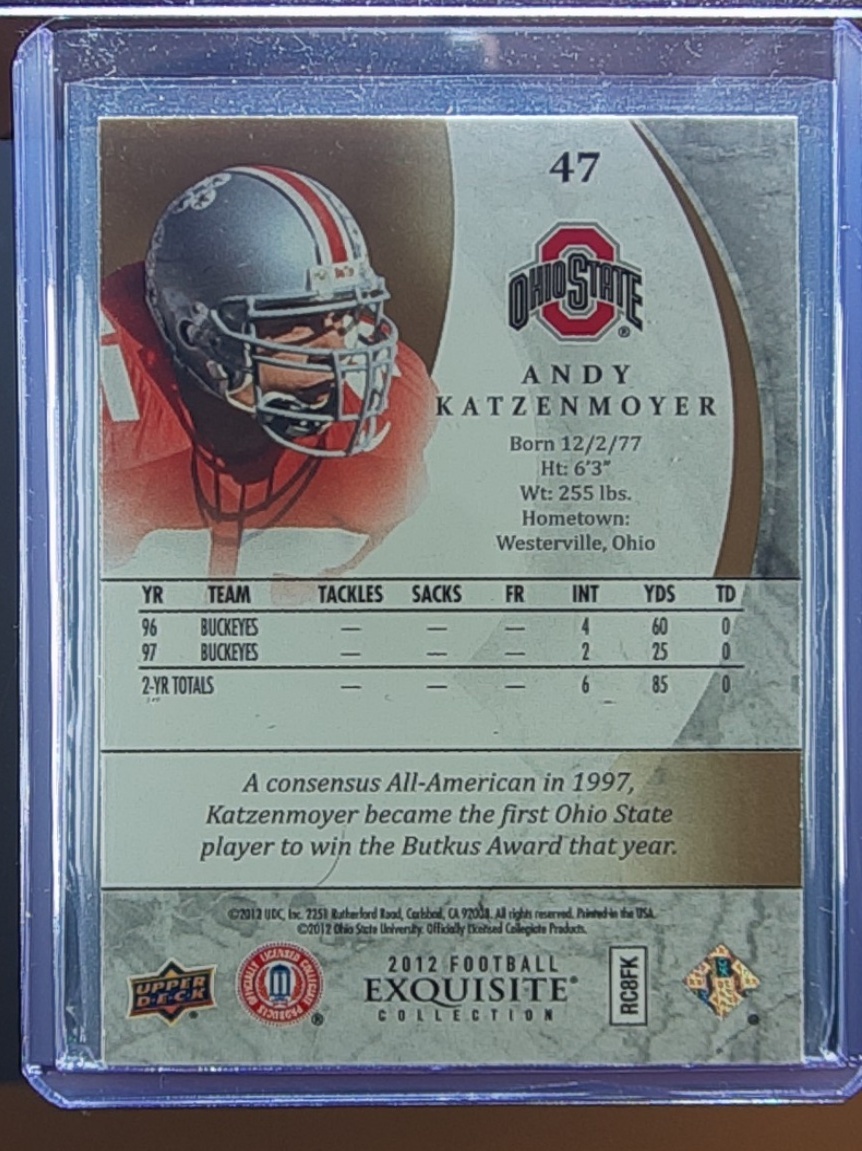 47
OHIO STATE
ANDY
KATZENMOYER
Born 12/2/77
Ht: 6'3"
Wt: 255 lbs.
Hometown:
Westerville, Ohio
YR TEAM TACKLES SACKS FR INT YDS TD
96 BUCKEYES — — — 4 60 0
97 BUCKEYES — — — 2 25 0
2-YR TOTALS — — — 6 85 0
A consensus All-American in 1997,
Katzenmoyer became the first Ohio State
player to win the Butkus Award that year.
©2012 UDC, Inc. 2251 Rutherford Road, Carlsbad, CA 92008. All rights reserved. Printed in the USA.
©2012 Ohio State University. Officially Licensed Collegiate Products.
UPPER
D·E·C·K
OFFICIALLY LICENSED COLLEGIATE PRODUCTS
2012 FOOTBALL
EXQUISITE®
COLLECTION
RC8FK